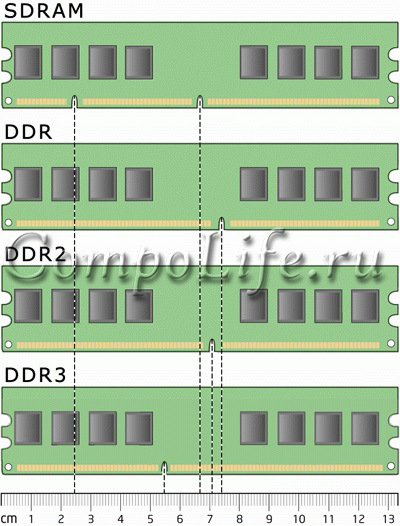 SDRAM
DDR
CompoLife.ru
DDR2
DDR3
cm 1 2 3 4 5 6 7 8 9 10 11 12 13